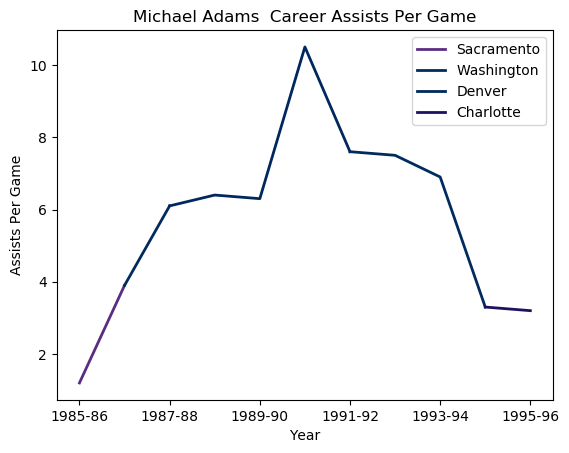 Michael Adams  Career Assists Per Game
Sacramento
Washington
Denver
Charlotte
Assists Per Game
10
8
6
4
2
1985-86 1987-88 1989-90 1991-92 1993-94 1995-96
Year